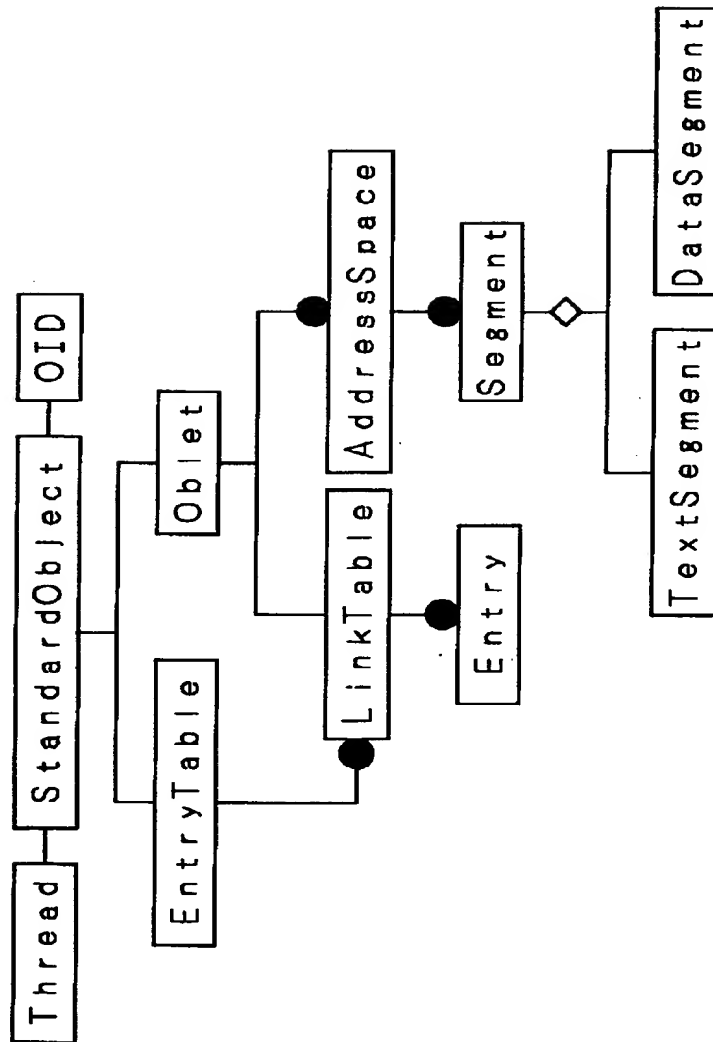 Thread
StandardObject
OID
EntryTable
Oblet
LinkTable
AddressSpace
Entry
Segment
TextSegment
DataSegment